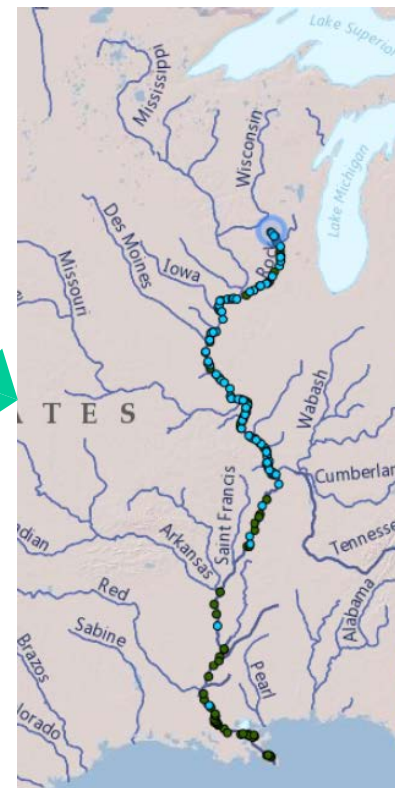 Lake Superior
Mississippi
Wisconsin
Lake Michigan
Des Moines
Rock
Iowa
Missouri
Wabash
ATES
Saint Francis
Cumberlan
Arkansas
Tennesse
dian
Red
Alabama
Sabine
Pearl
Brazos
lorado